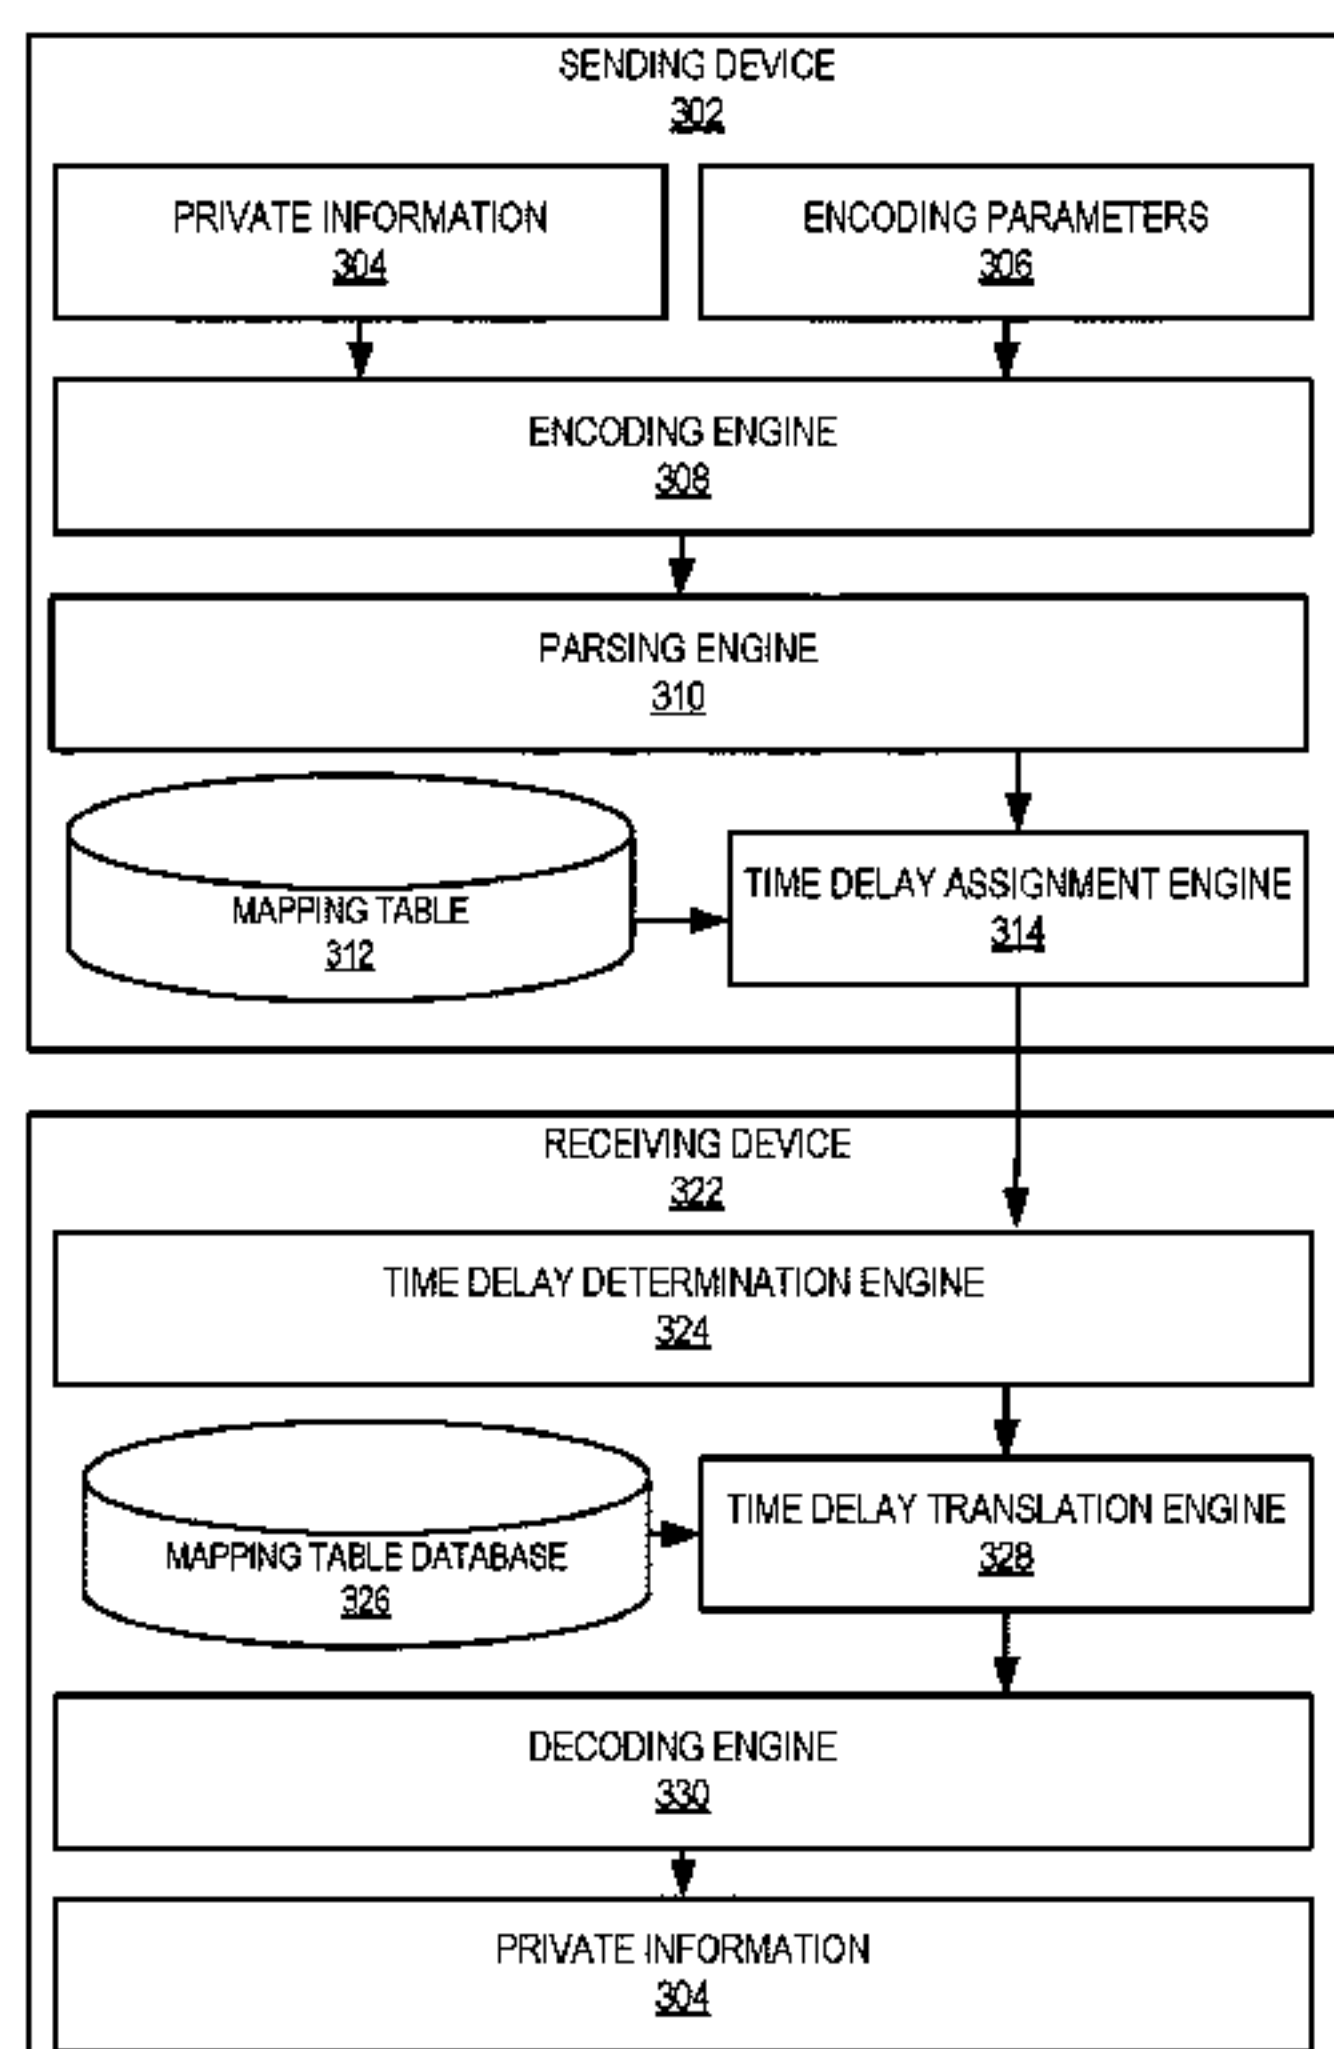 SENDING DEVICE
302
PRIVATE INFORMATION
304
ENCODING PARAMETERS
306
ENCODING ENGINE
308
PARSING ENGINE
310
MAPPING TABLE
312
TIME DELAY ASSIGNMENT ENGINE
314
RECEIVING DEVICE
322
TIME DELAY DETERMINATION ENGINE
324
MAPPING TABLE DATABASE
326
TIME DELAY TRANSLATION ENGINE
328
DECODING ENGINE
330
PRIVATE INFORMATION
304